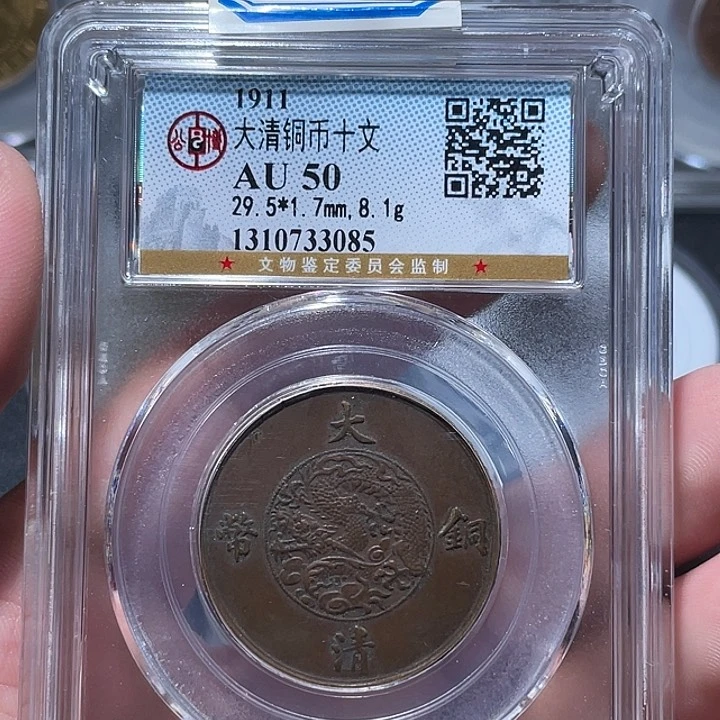 1911
大清铜币十文
AU 50
29.5*1.7mm,8.1g
1310733085
文物鉴定委员会监制
大
幣 銅
清